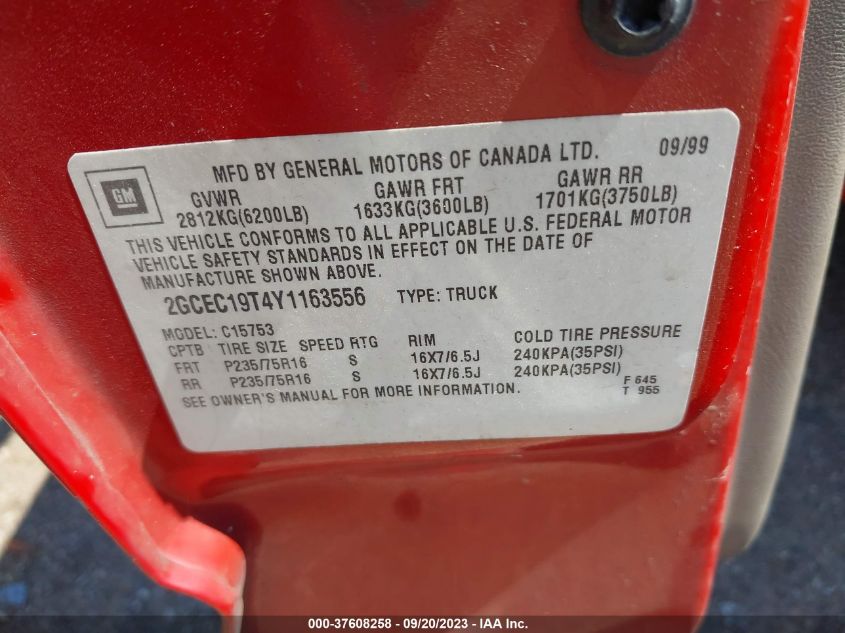 MFD BY GENERAL MOTORS OF CANADA LTD. 09/99
GM
GVWR GAWR FRT GAWR RR
2812KG(6200LB) 1633KG(3600LB) 1701KG(3750LB)
THIS VEHICLE CONFORMS TO ALL APPLICABLE U.S. FEDERAL MOTOR
VEHICLE SAFETY STANDARDS IN EFFECT ON THE DATE OF
MANUFACTURE SHOWN ABOVE.
2GCEC19T4Y1163556 TYPE: TRUCK
MODEL: C15753
CPTB TIRE SIZE SPEED RTG RIM COLD TIRE PRESSURE
FRT P235/75R16 S 16X7/6.5J 240KPA(35PSI)
RR P235/75R16 S 16X7/6.5J 240KPA(35PSI)
SEE OWNER'S MANUAL FOR MORE INFORMATION.
F 645
T 955
000-37608258 - 09/20/2023 - IAA Inc.